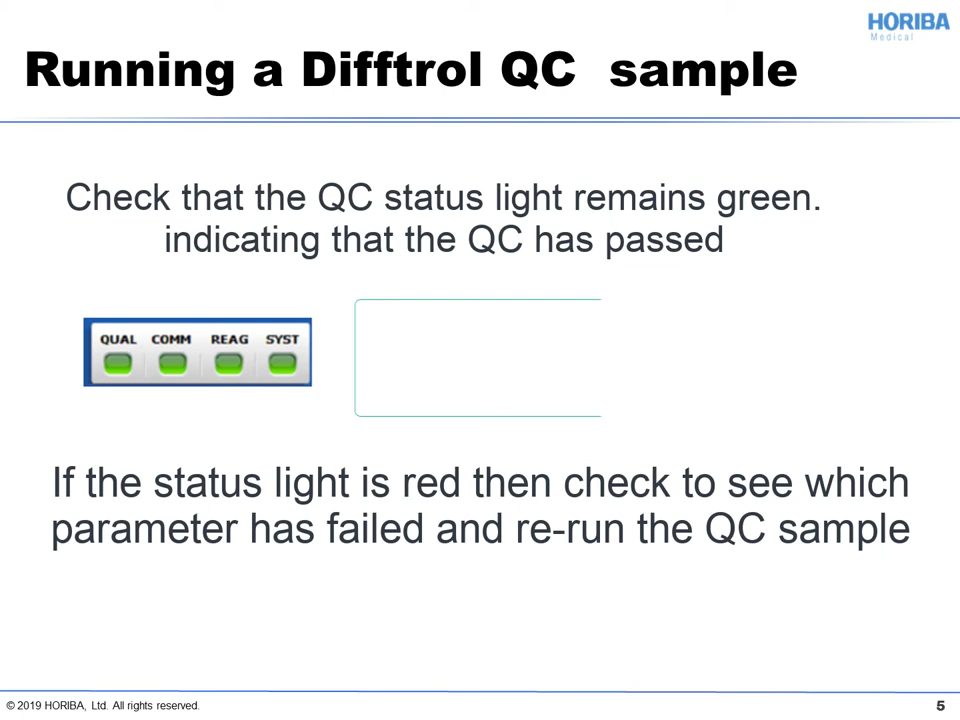 HORIBA
Medical
Running a Difftrol QC sample
Check that the QC status light remains green.
indicating that the QC has passed
QUAL COMM REAG SYST
If the status light is red then check to see which
parameter has failed and re-run the QC sample
© 2019 HORIBA, Ltd. All rights reserved.
5